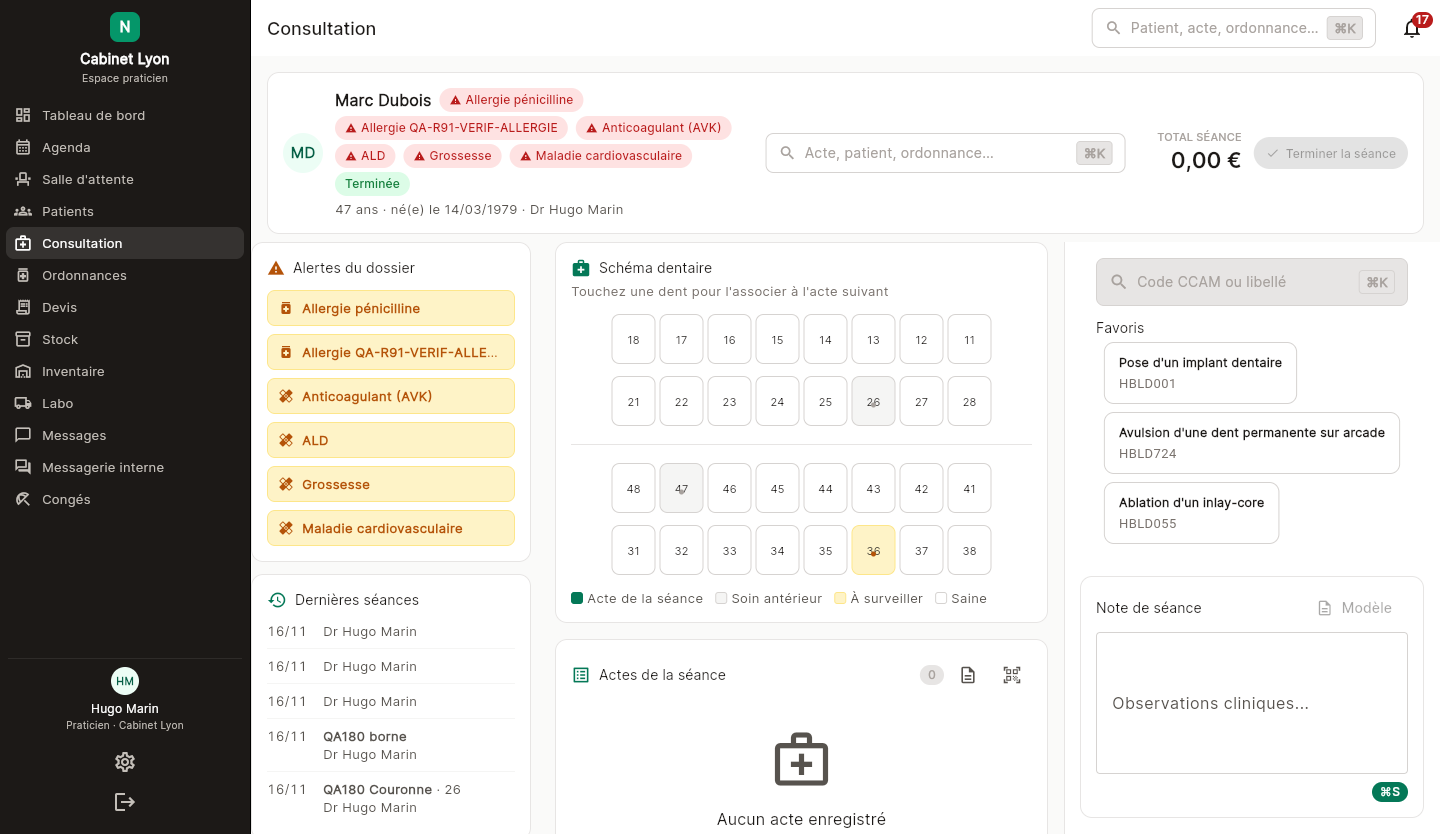 N
Cabinet Lyon
Espace praticien
Tableau de bord
Agenda
Salle d'attente
Patients
Consultation
Ordonnances
Devis
Stock
Inventaire
Labo
Messages
Messagerie interne
Congés
HM
Hugo Marin
Praticien · Cabinet Lyon
Consultation
Patient, acte, ordonnance... ⌘K
17
MD
Marc Dubois Allergie pénicilline
Allergie QA-R91-VERIF-ALLERGIE Anticoagulant (AVK)
ALD Grossesse Maladie cardiovasculaire
Terminée
47 ans · né(e) le 14/03/1979 · Dr Hugo Marin
Acte, patient, ordonnance... ⌘K
TOTAL SÉANCE
0,00 €
Terminer la séance
Alertes du dossier
Allergie pénicilline
Allergie QA-R91-VERIF-ALLE...
Anticoagulant (AVK)
ALD
Grossesse
Maladie cardiovasculaire
Dernières séances
16/11 Dr Hugo Marin
16/11 Dr Hugo Marin
16/11 Dr Hugo Marin
16/11 QA180 borne
Dr Hugo Marin
16/11 QA180 Couronne · 26
Dr Hugo Marin
Schéma dentaire
Touchez une dent pour l'associer à l'acte suivant
18 17 16 15 14 13 12 11
21 22 23 24 25 26 27 28
48 47 46 45 44 43 42 41
31 32 33 34 35 36 37 38
Acte de la séance Soin antérieur À surveiller Saine
Actes de la séance 0
Aucun acte enregistré
Code CCAM ou libellé ⌘K
Favoris
Pose d'un implant dentaire
HBLD001
Avulsion d'une dent permanente sur arcade
HBLD724
Ablation d'un inlay-core
HBLD055
Note de séance Modèle
Observations cliniques...
⌘S